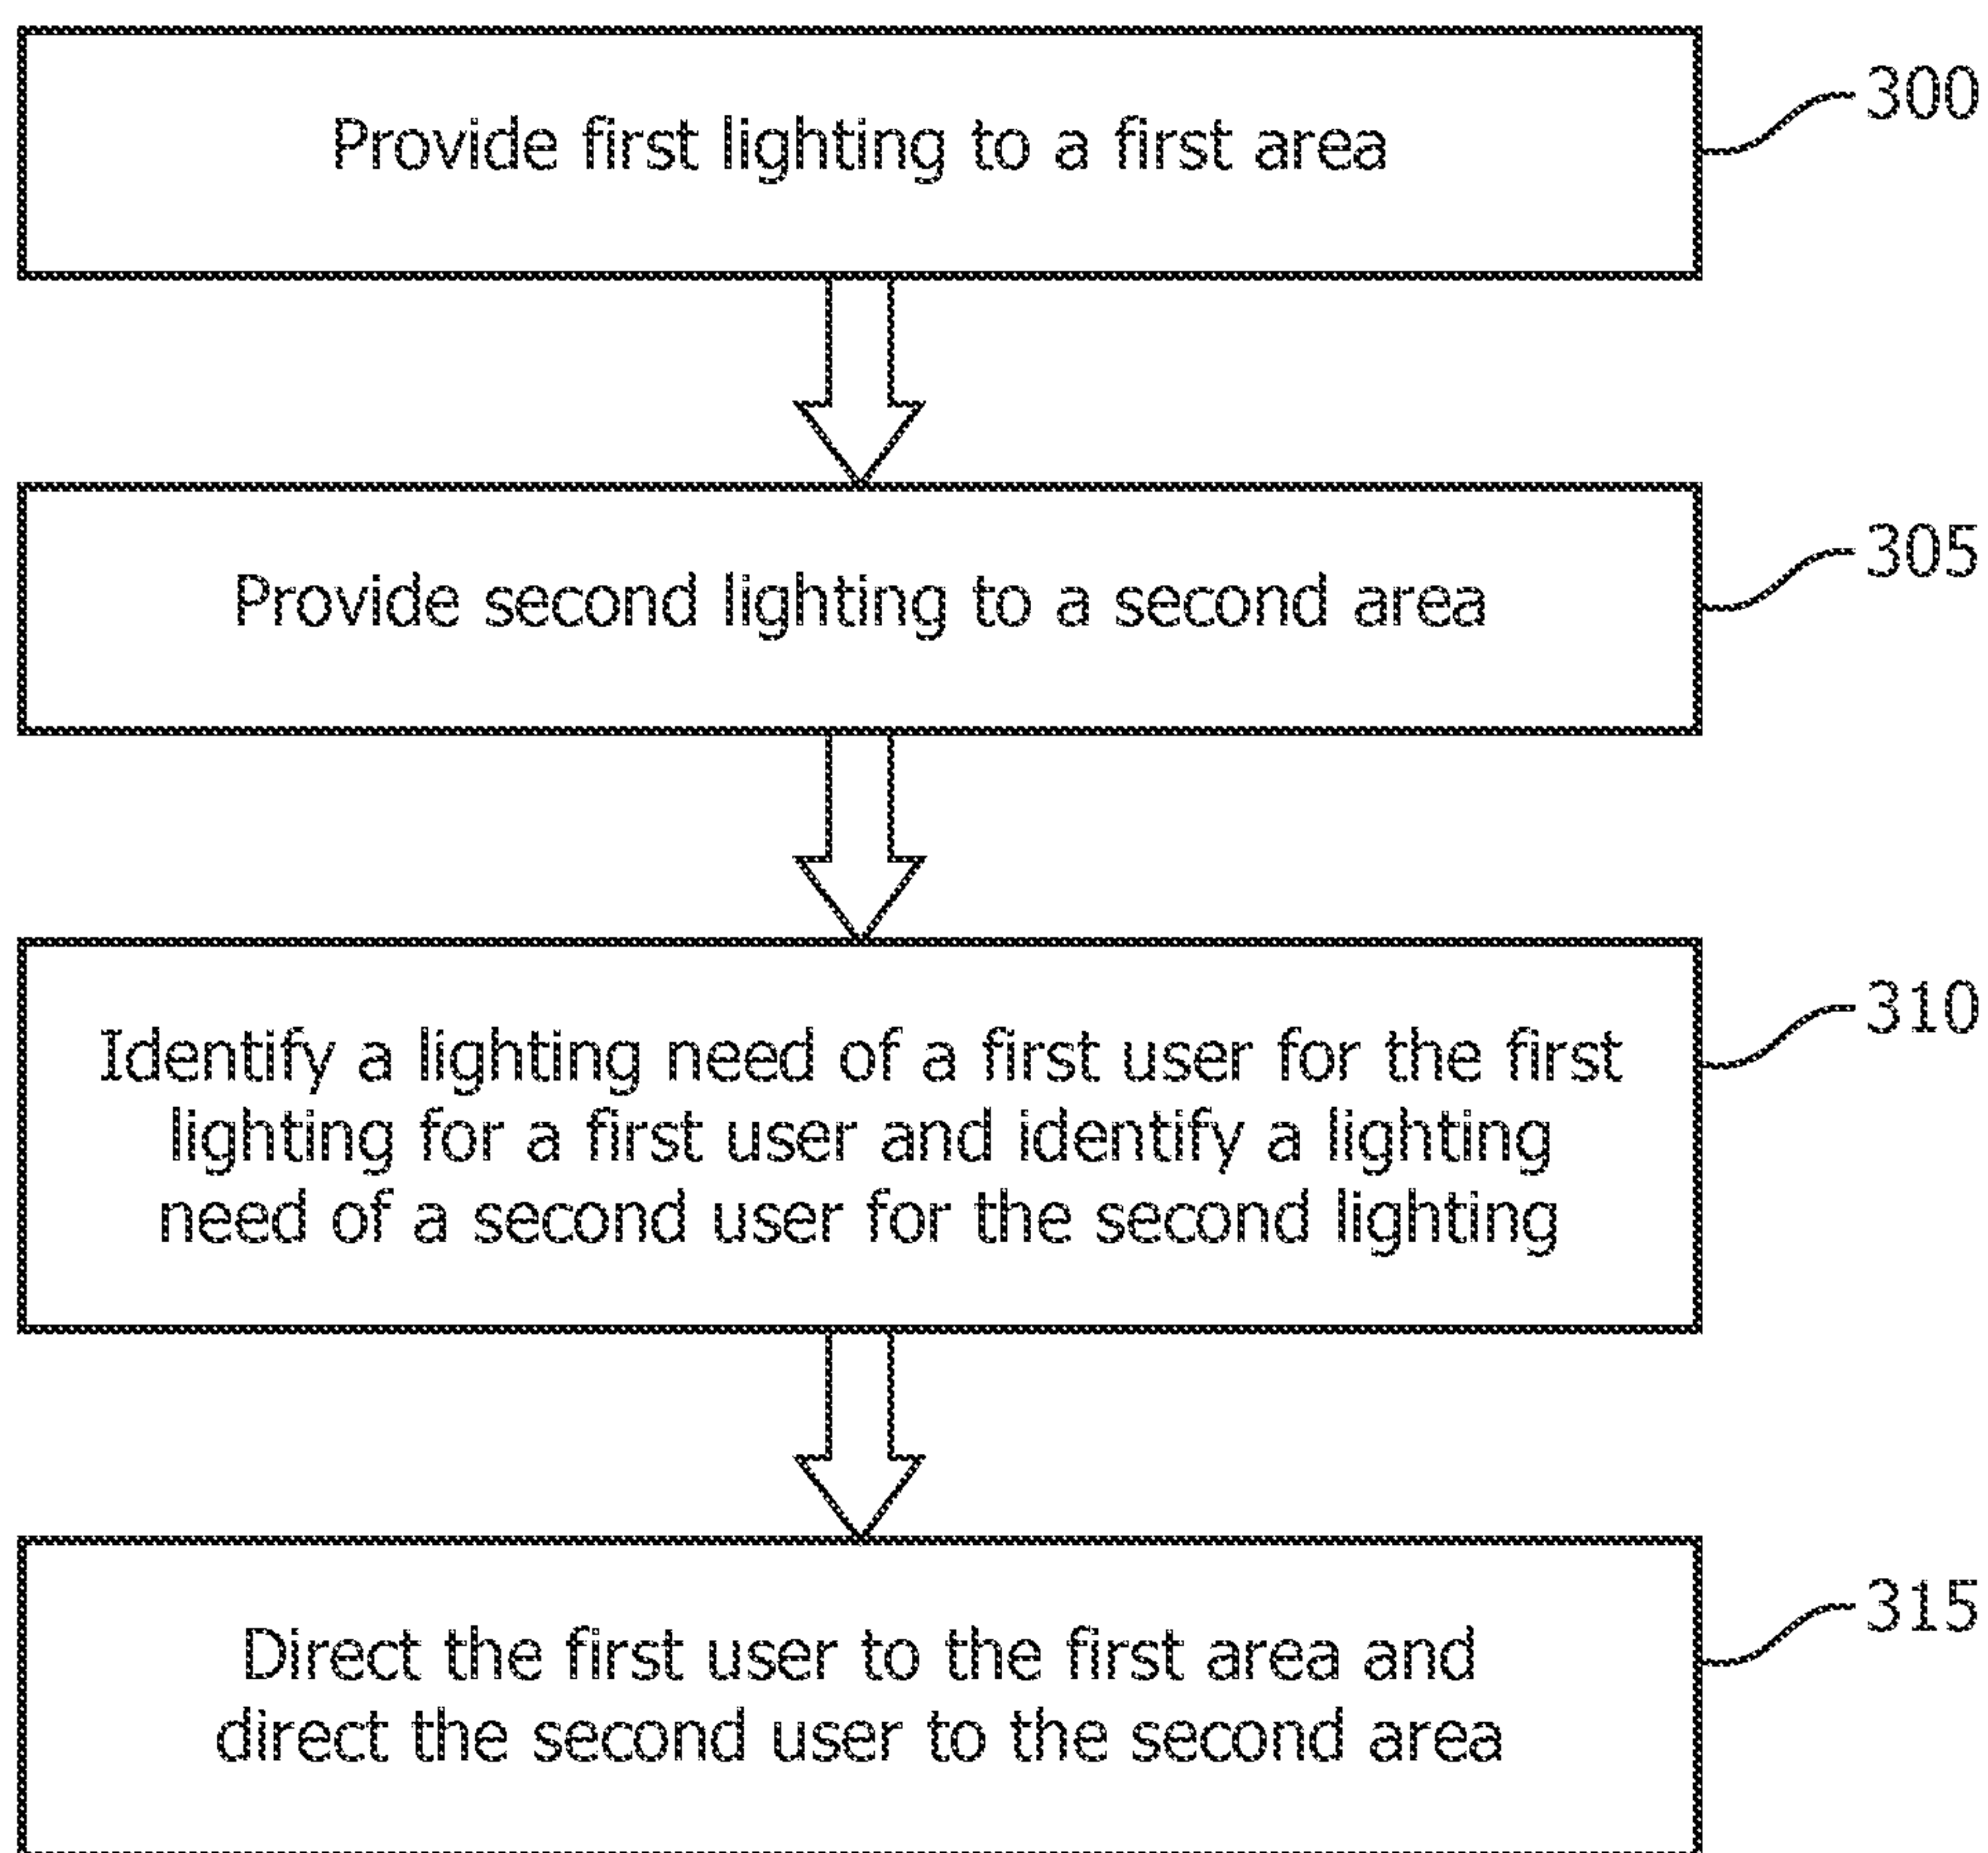 Provide first lighting to a first area
300
Provide second lighting to a second area
305
Identify a lighting need of a first user for the first
lighting for a first user and identify a lighting
need of a second user for the second lighting
310
Direct the first user to the first area and
direct the second user to the second area
315